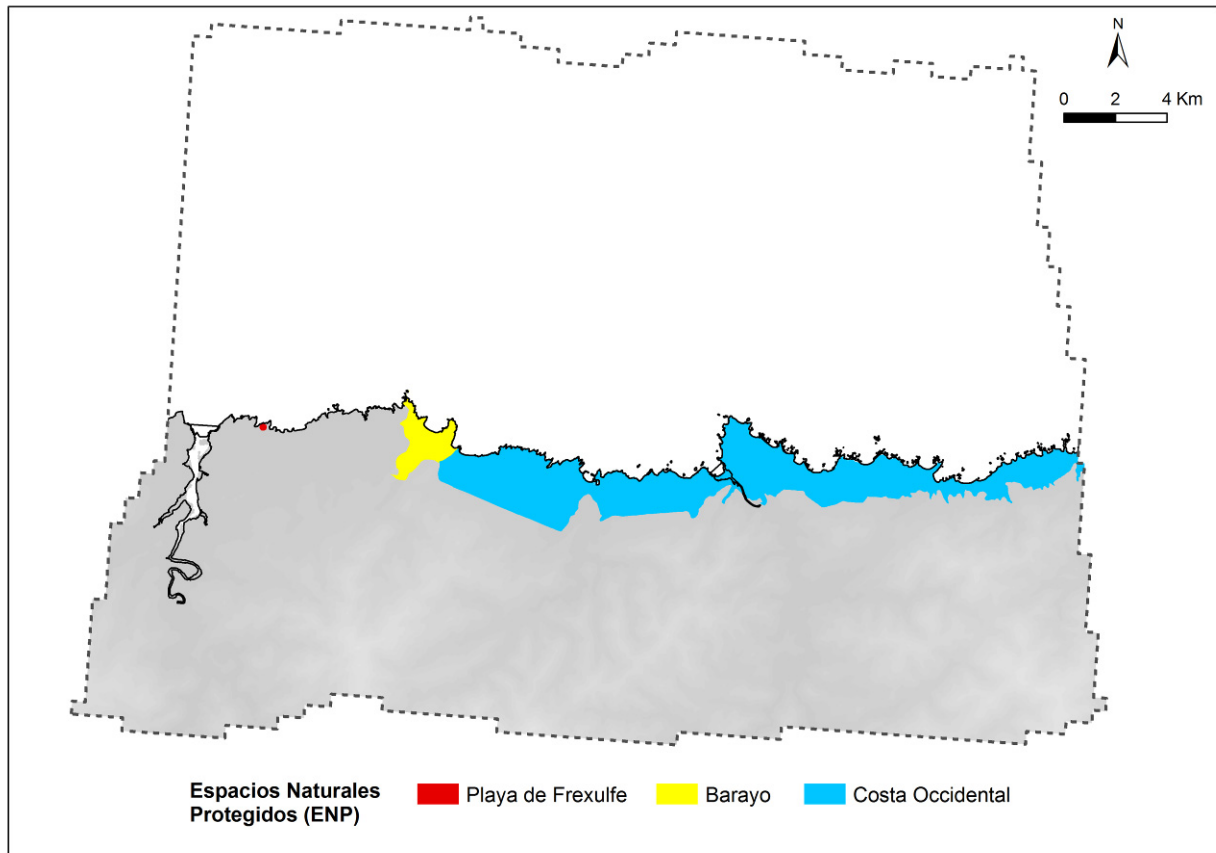 N
0 2 4 Km
Espacios Naturales
Protegidos (ENP)
Playa de Frexulfe
Barayo
Costa Occidental